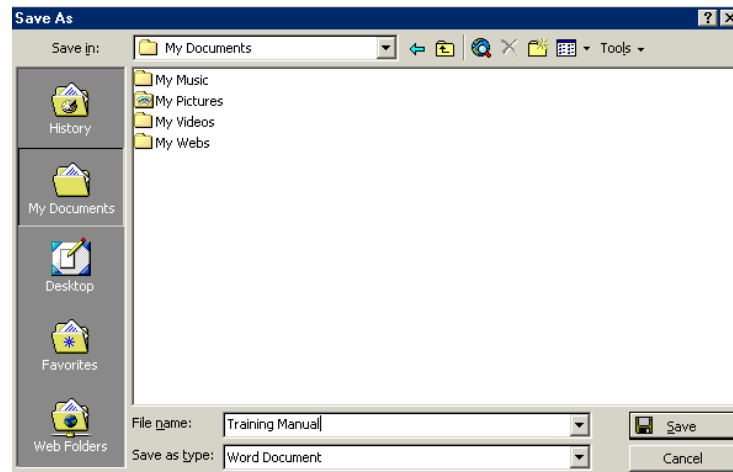 Save As
Save in: My Documents Tools
My Music
My Pictures
My Videos
My Webs
History
My Documents
Desktop
Favorites
Web Folders
File name: Training Manual Save
Save as type: Word Document Cancel